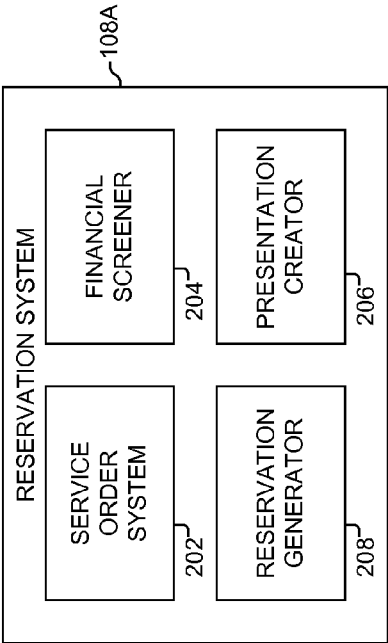 RESERVATION SYSTEM
108A
SERVICE
ORDER
SYSTEM
202
FINANCIAL
SCREENER
204
RESERVATION
GENERATOR
208
PRESENTATION
CREATOR
206